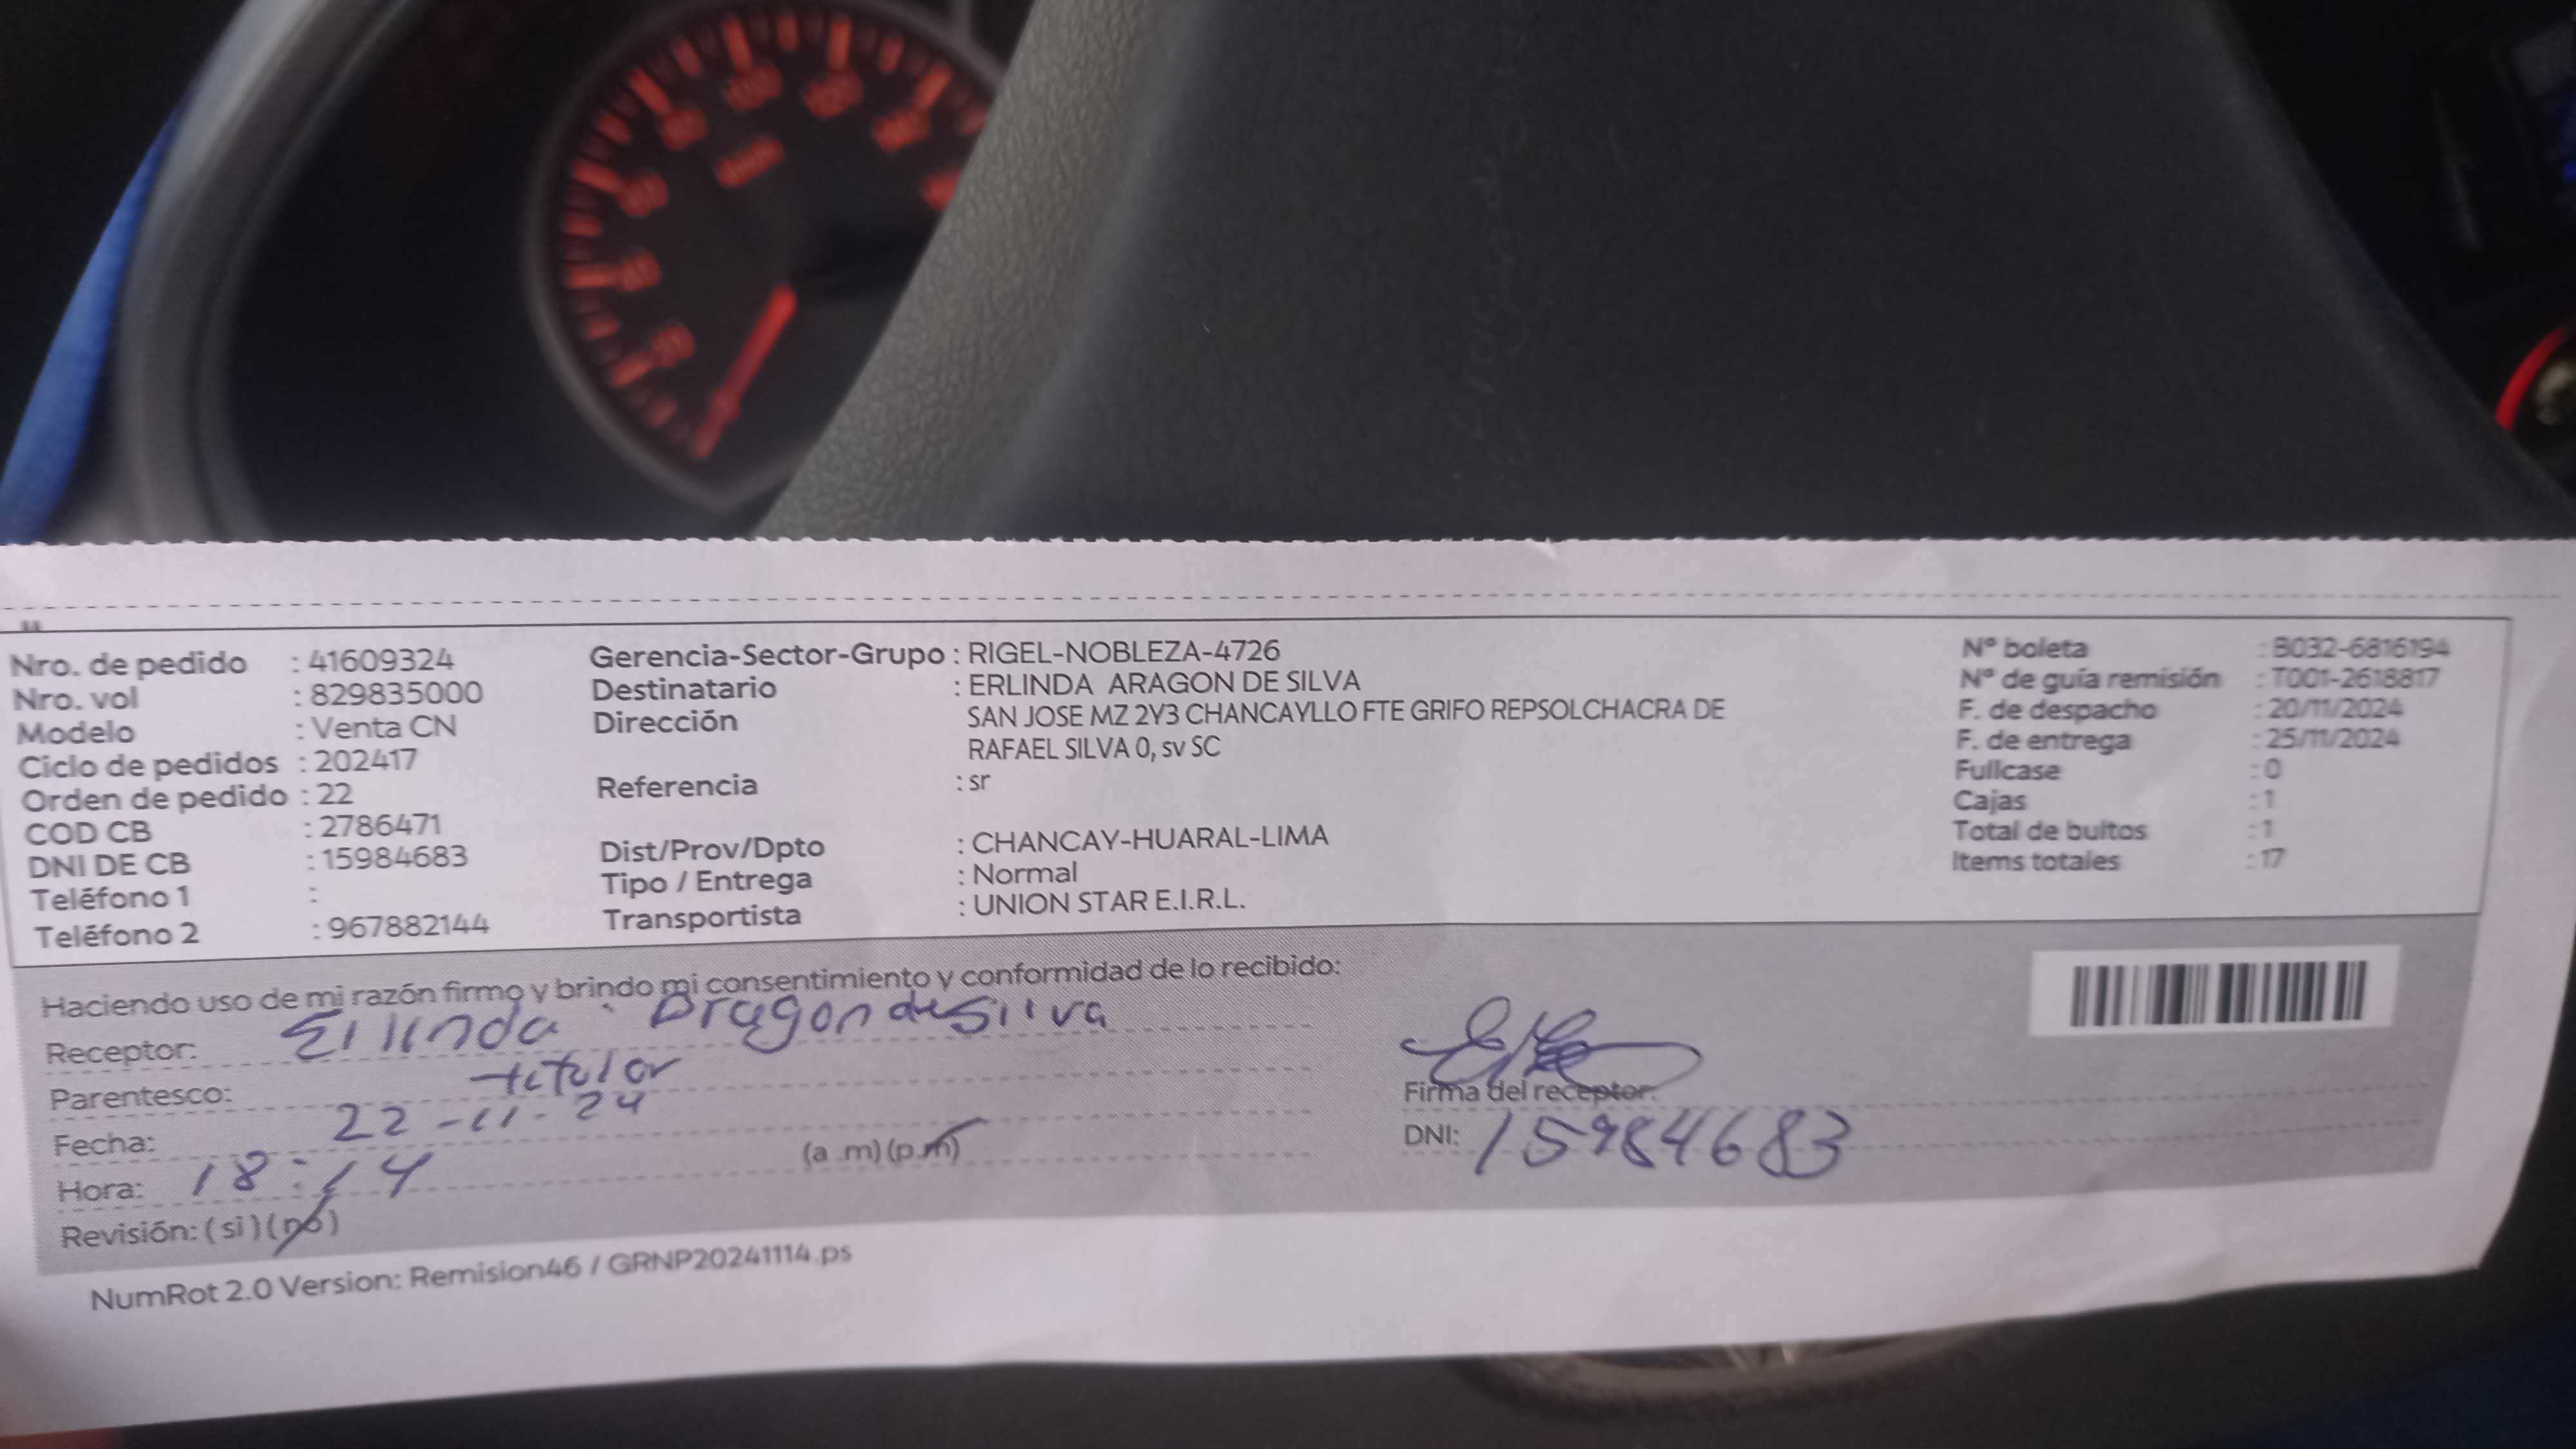 Nro. de pedido : 41609324
Nro. vol : 829835000
Modelo : Venta CN
Ciclo de pedidos : 202417
Orden de pedido : 22
COD CB : 2786471
DNI DE CB : 15984683
Teléfono 1 :
Teléfono 2 : 967882144
Gerencia-Sector-Grupo : RIGEL-NOBLEZA-4726
Destinatario : ERLINDA ARAGON DE SILVA
Dirección SAN JOSE MZ 2Y3 CHANCAYLLO FTE GRIFO REPSOLCHACRA DE
RAFAEL SILVA 0, sv SC
Referencia : sr
Dist/Prov/Dpto : CHANCAY-HUARAL-LIMA
Tipo / Entrega : Normal
Transportista : UNION STAR E.I.R.L.
Nº boleta : B032-6816194
Nº de guía remisión : T001-2618817
F. de despacho : 20/11/2024
F. de entrega : 25/11/2024
Fullcase : 0
Cajas : 1
Total de bultos : 1
Items totales : 17
Haciendo uso de mi razón firmo y brindo mi consentimiento y conformidad de lo recibido:
Receptor: Erlinda Aragon de Silva
Parentesco: titular
Fecha: 22-11-24
Hora: 18:14 (a .m) (p.m)
Revisión: (si) (no)
Firma del receptor:
DNI: 15984683
NumRot 2.0 Version: Remision46 / GRNP20241114.ps